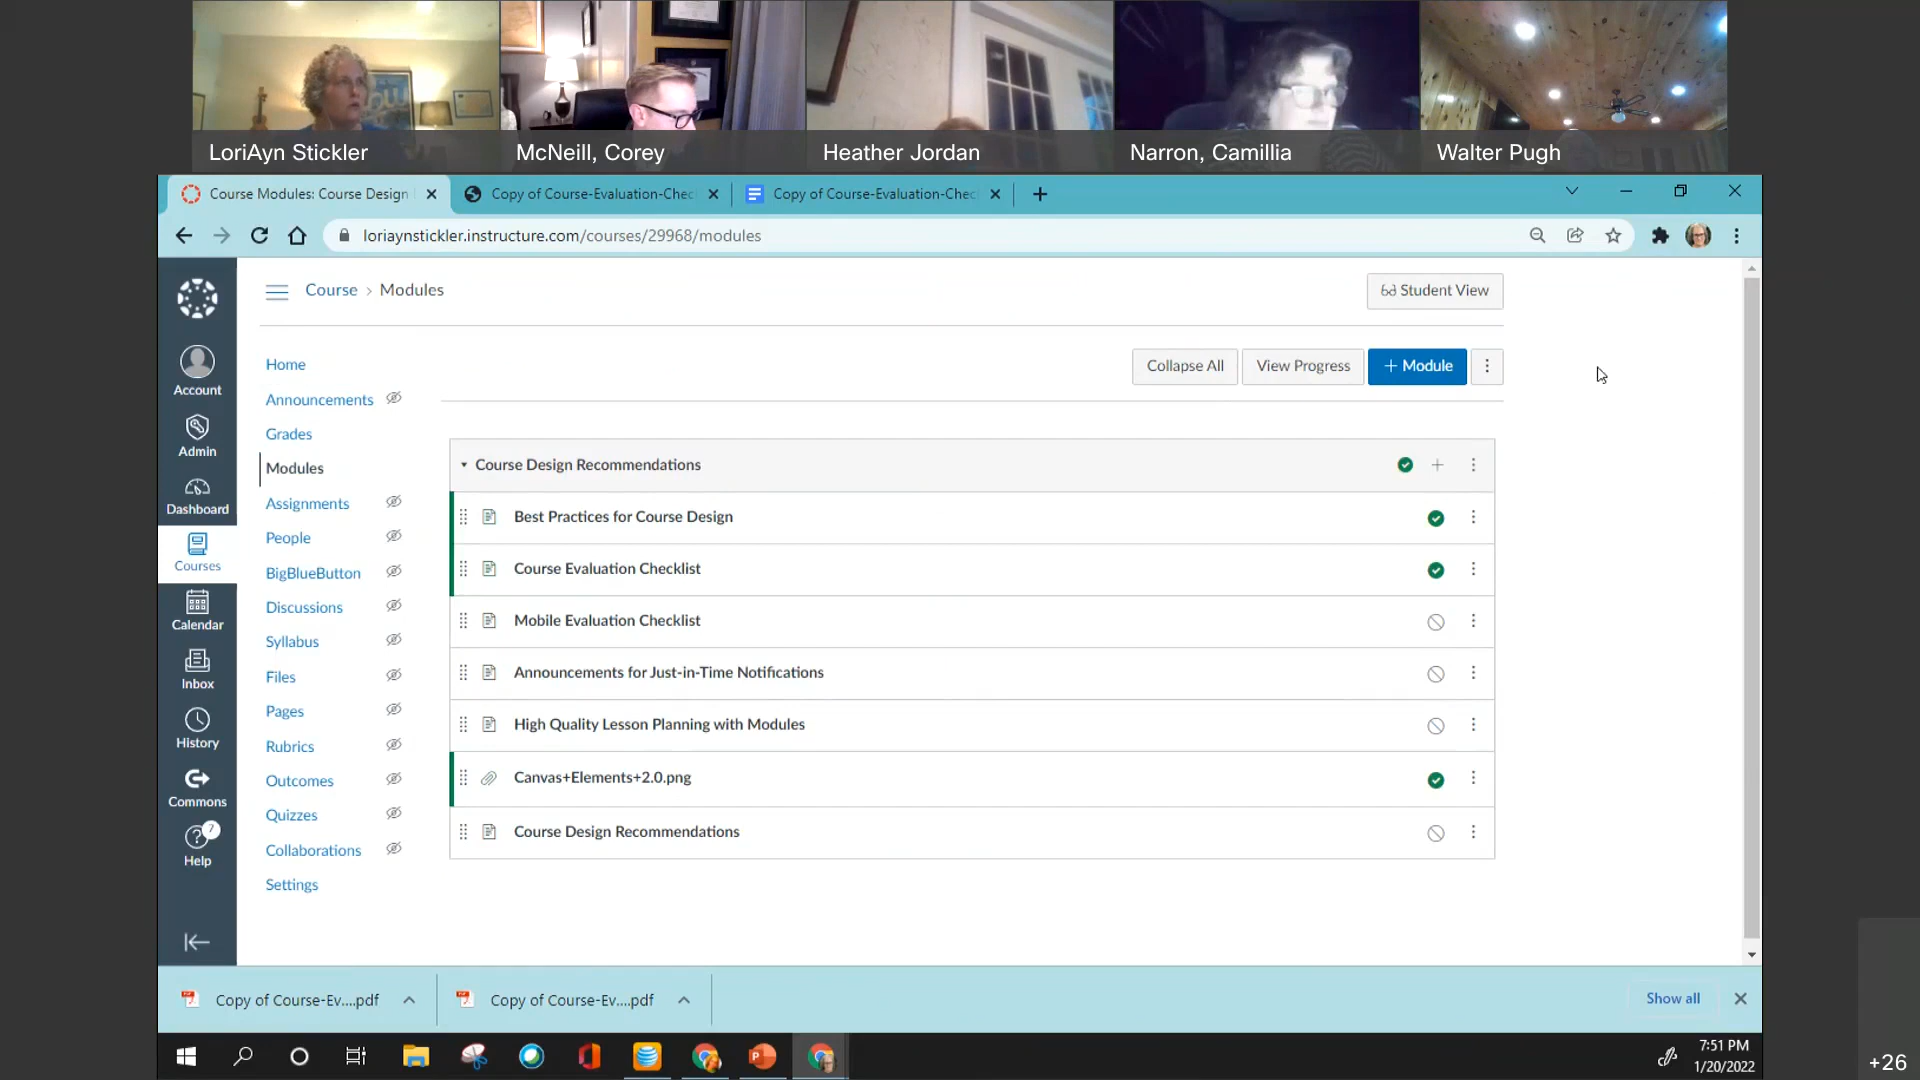 LoriAyn Stickler
McNeill, Corey
Heather Jordan
Narron, Camillia
Walter Pugh
Course Modules: Course Design
Copy of Course-Evaluation-Chec
Copy of Course-Evaluation-Chec
loriaynstickler.instructure.com/courses/29968/modules
Course › Modules
Student View
Account
Admin
Dashboard
Courses
Calendar
Inbox
History
Commons
7
Help
Home
Announcements
Grades
Modules
Assignments
People
BigBlueButton
Discussions
Syllabus
Files
Pages
Rubrics
Outcomes
Quizzes
Collaborations
Settings
Collapse All
View Progress
+ Module
Course Design Recommendations
Best Practices for Course Design
Course Evaluation Checklist
Mobile Evaluation Checklist
Announcements for Just-in-Time Notifications
High Quality Lesson Planning with Modules
Canvas+Elements+2.0.png
Course Design Recommendations
Copy of Course-Ev....pdf
Copy of Course-Ev....pdf
Show all
7:51 PM
1/20/2022
+26